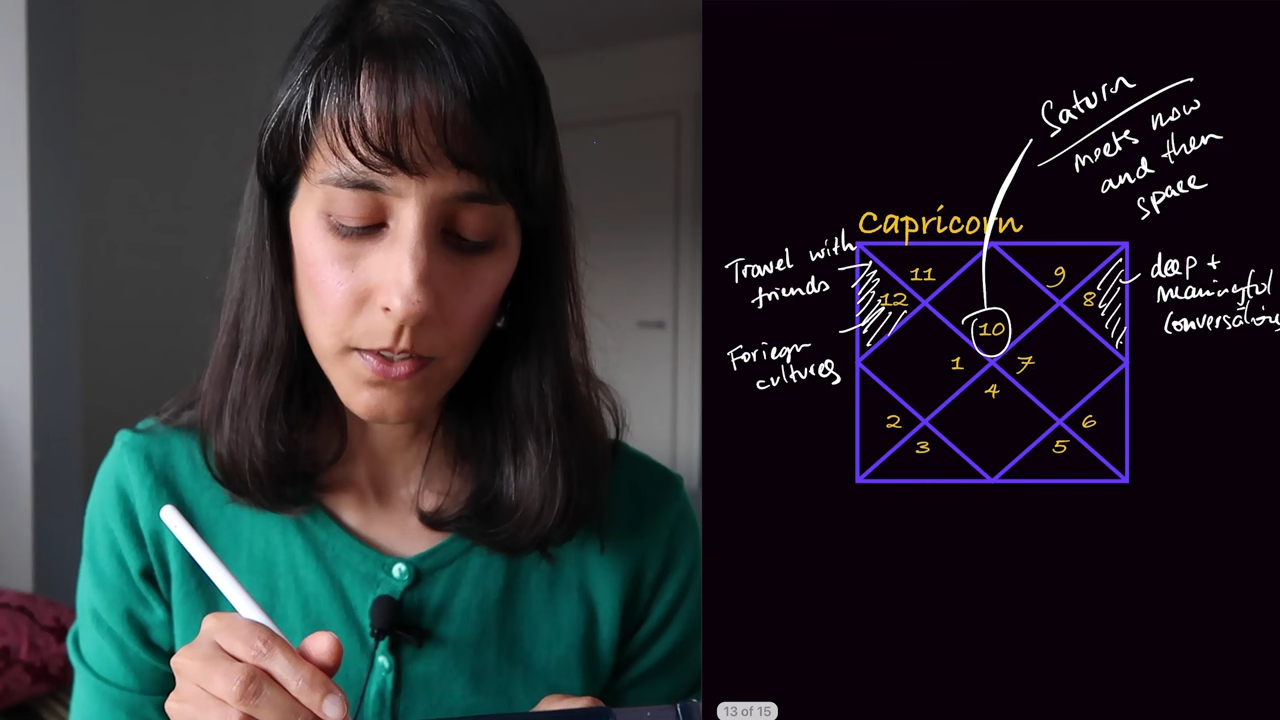 Saturn
meets now
and then
space
Capricorn
Travel with
friends
Foriegn
cultures
deep +
meaningful
conversations
11
12
9
8
10
1
7
4
2
3
6
5
13 of 15